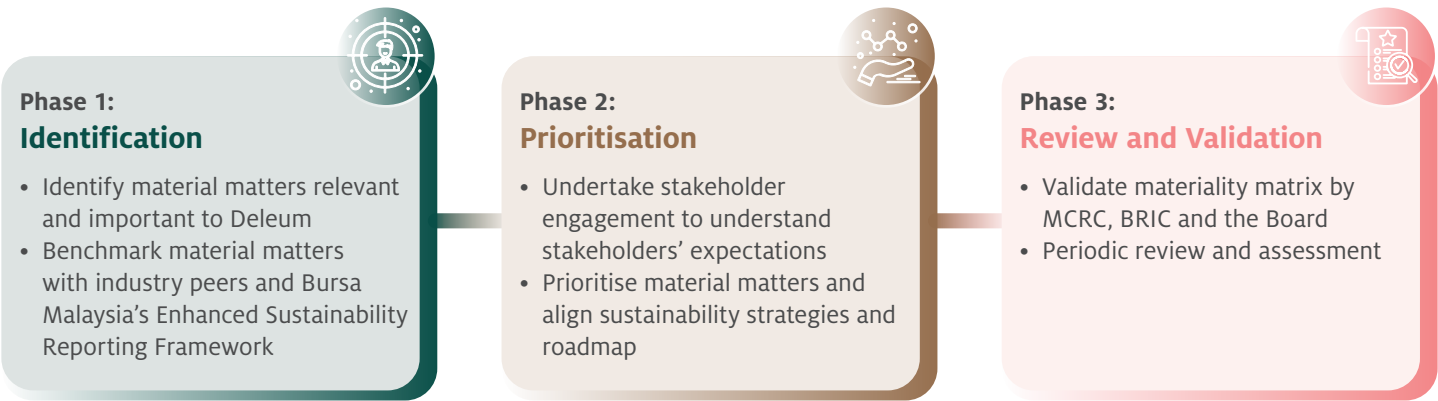 Phase 1:
Identification
• Identify material matters relevant
and important to Deleum
• Benchmark material matters
with industry peers and Bursa
Malaysia’s Enhanced Sustainability
Reporting Framework
Phase 2:
Prioritisation
• Undertake stakeholder
engagement to understand
stakeholders’ expectations
• Prioritise material matters and
align sustainability strategies and
roadmap
Phase 3:
Review and Validation
• Validate materiality matrix by
MCRC, BRIC and the Board
• Periodic review and assessment